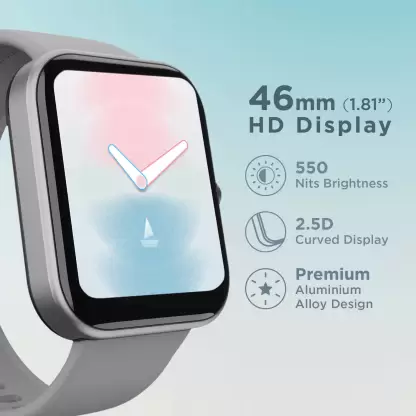 46mm (1.81”)
HD Display
550
Nits Brightness
2.5D
Curved Display
Premium
Aluminium
Alloy Design